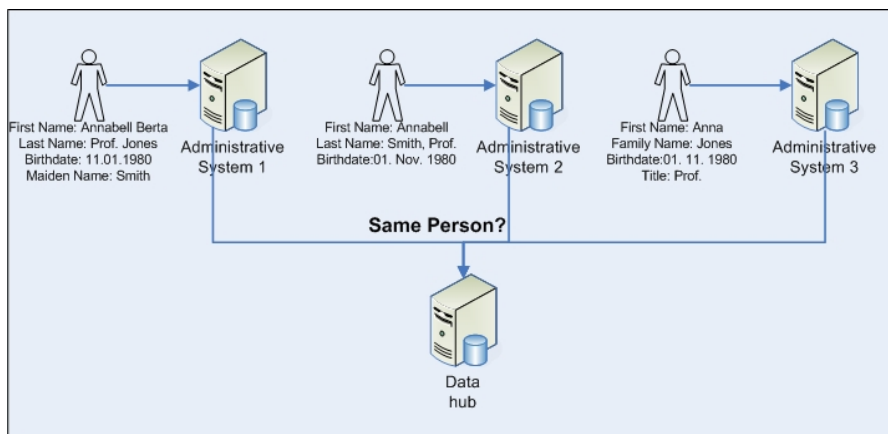 First Name: Annabell Berta
Last Name: Prof. Jones
Birthdate: 11.01.1980
Maiden Name: Smith
Administrative
System 1
First Name: Annabell
Last Name: Smith, Prof.
Birthdate:01. Nov. 1980
Administrative
System 2
First Name: Anna
Family Name: Jones
Birthdate:01. 11. 1980
Title: Prof.
Administrative
System 3
Same Person?
Data
hub